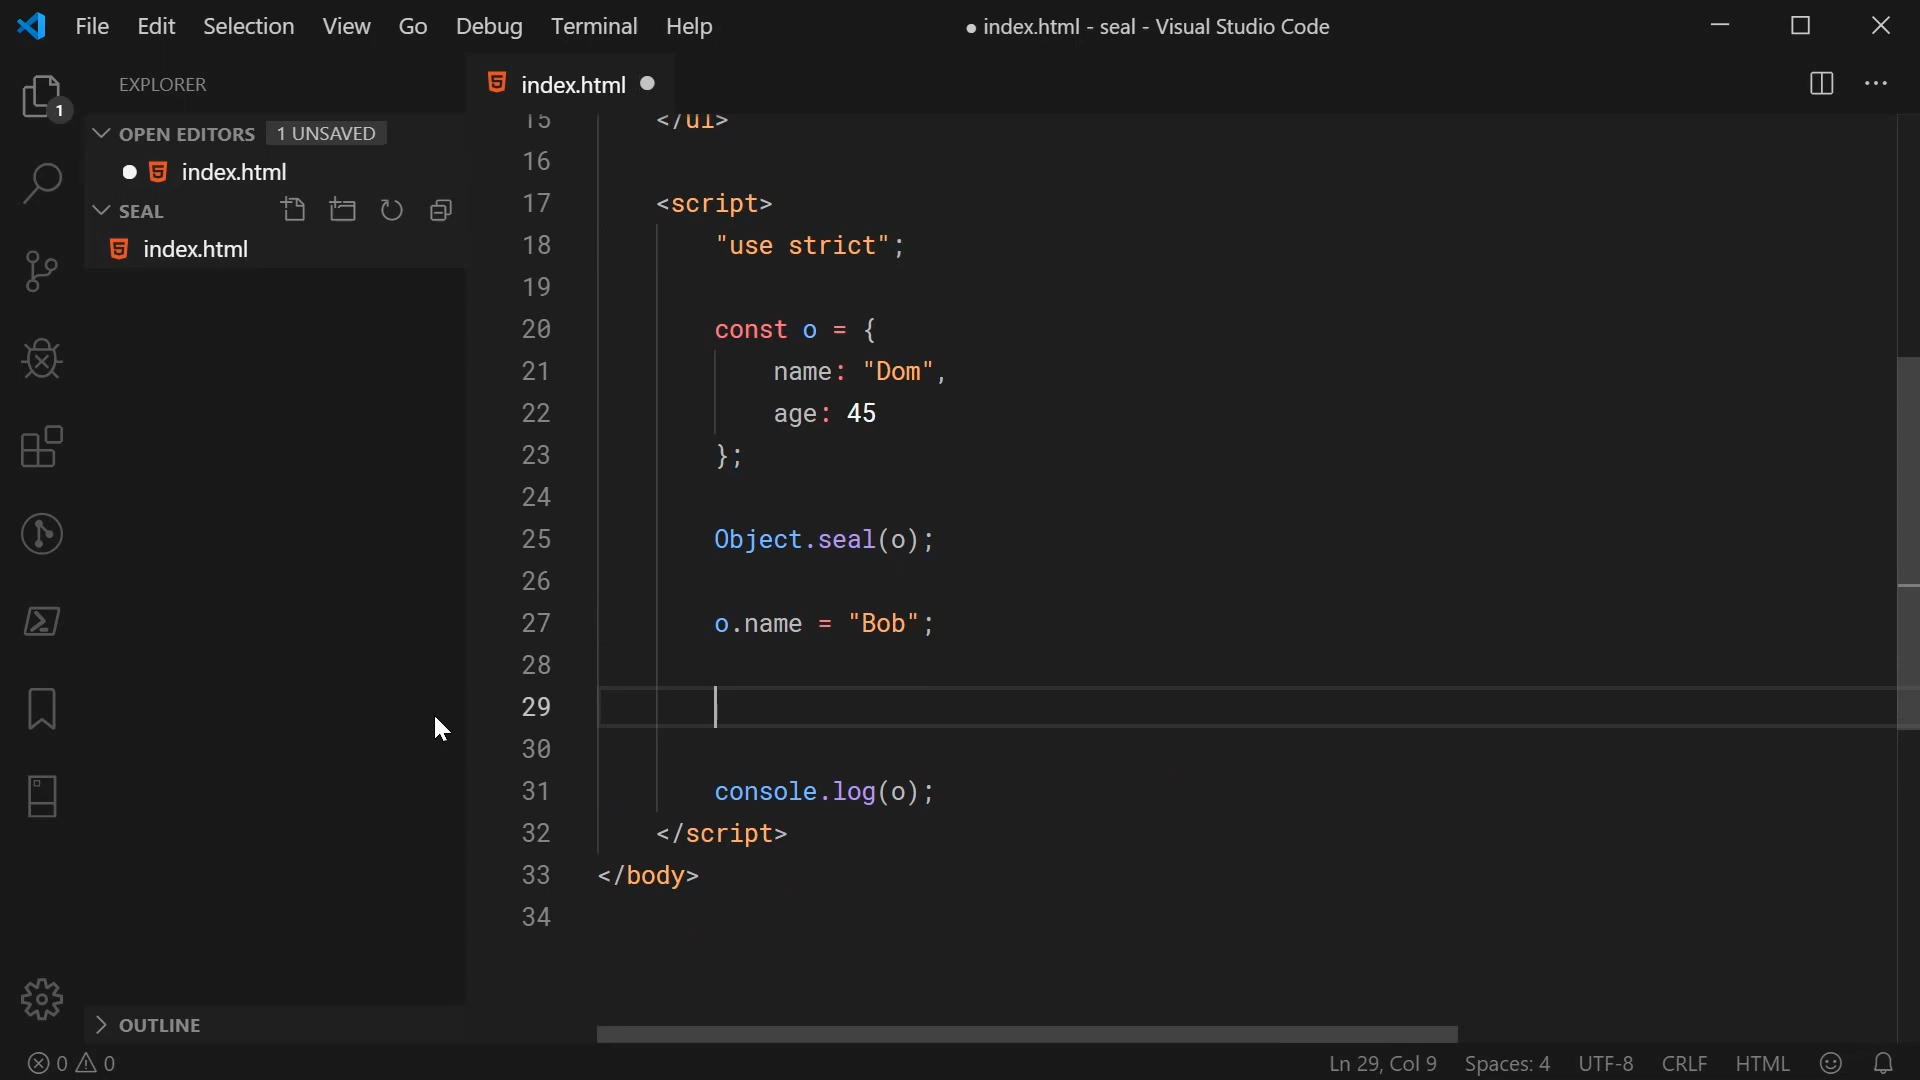 File Edit Selection View Go Debug Terminal Help
● index.html - seal - Visual Studio Code
1
EXPLORER
OPEN EDITORS 1 UNSAVED
● index.html
SEAL
index.html
OUTLINE
index.html ●
15 </ul>
16
17 <script>
18 "use strict";
19
20 const o = {
21 name: "Dom",
22 age: 45
23 };
24
25 Object.seal(o);
26
27 o.name = "Bob";
28
29
30
31 console.log(o);
32 </script>
33 </body>
34
0 0
Ln 29, Col 9 Spaces: 4 UTF-8 CRLF HTML